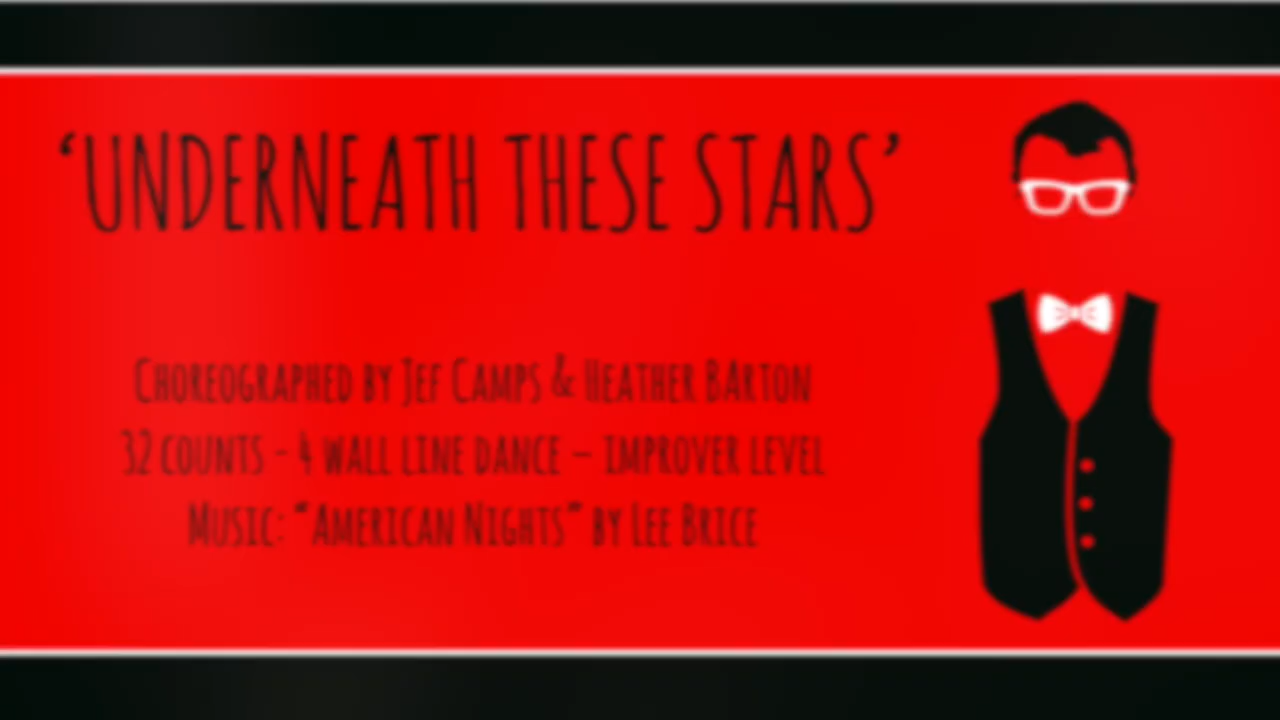 ‘UNDERNEATH THESE STARS’
CHOREOGRAPHED BY JEF CAMPS & HEATHER BARTON
32 COUNTS - 4 WALL LINE DANCE – IMPROVER LEVEL
MUSIC: “AMERICAN NIGHTS” BY LEE BRICE